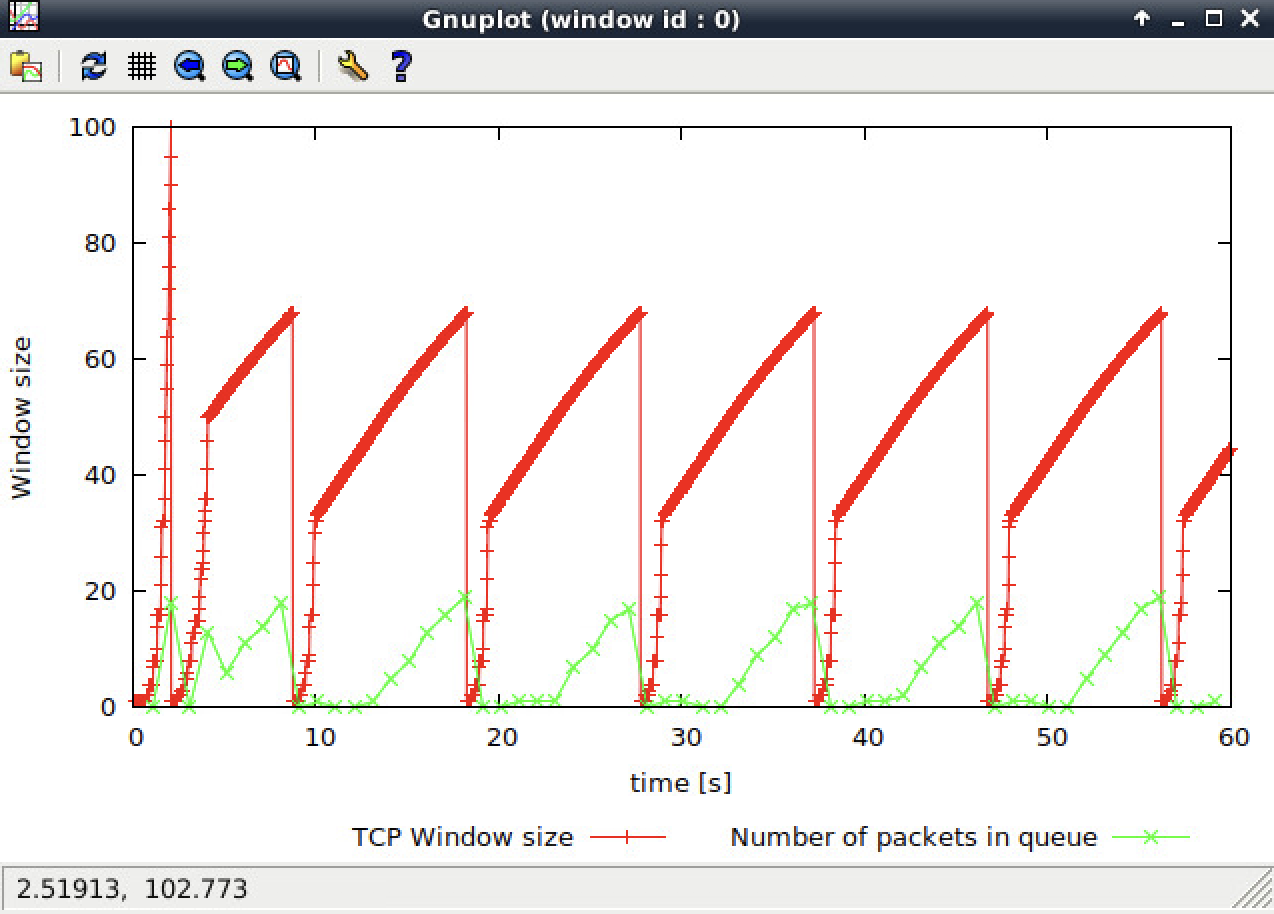 Gnuplot (window id : 0)
100
80
60
40
20
0
Window size
0 10 20 30 40 50 60
time [s]
TCP Window size
Number of packets in queue
2.51913, 102.773